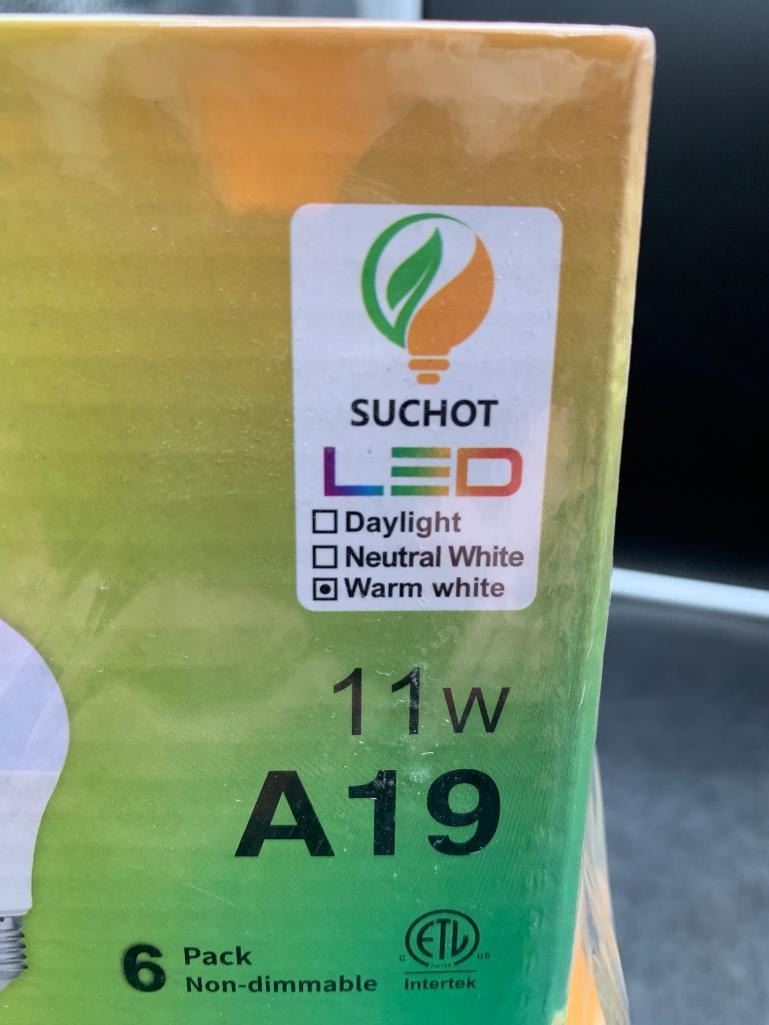 SUCHOT
LED
Daylight
Neutral White
Warm white
11w
A19
6 Pack
Non-dimmable
C ETL US
Intertek